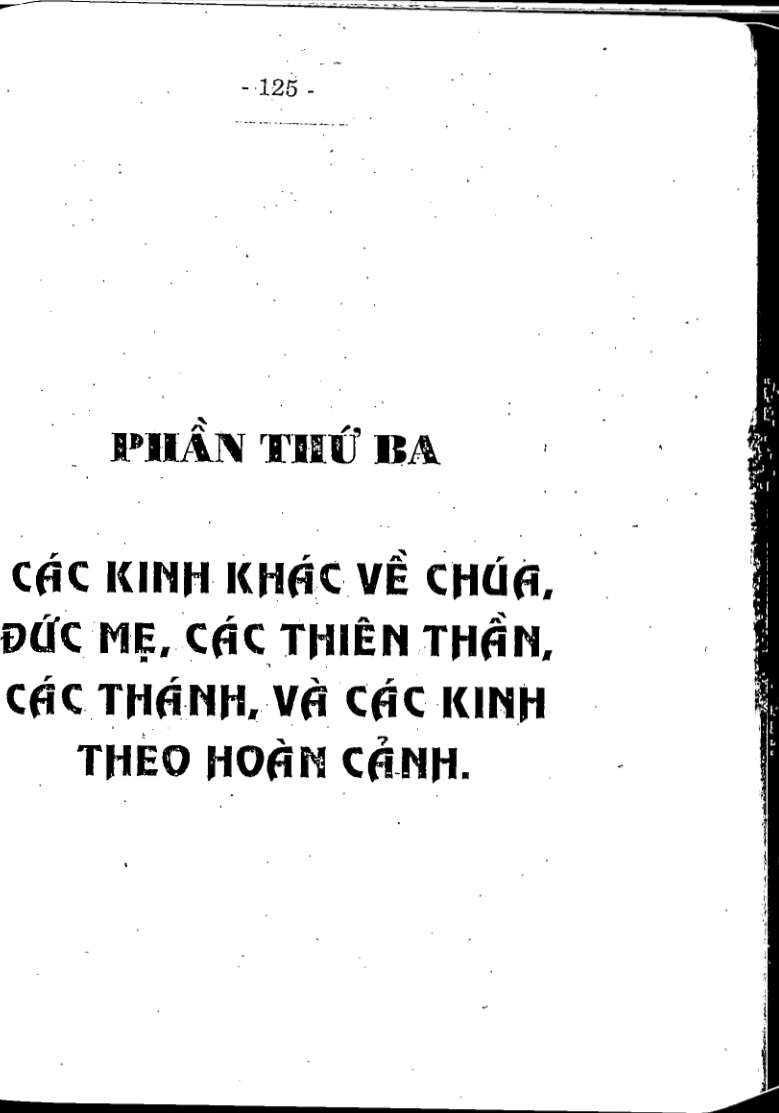 - 125 -
PHẦN THỨ BA
CÁC KINH KHÁC VỀ CHÚA,
ĐỨC MẸ, CÁC THIÊN THẦN,
CÁC THÁNH, VÀ CÁC KINH
THEO HOÀN CẢNH.